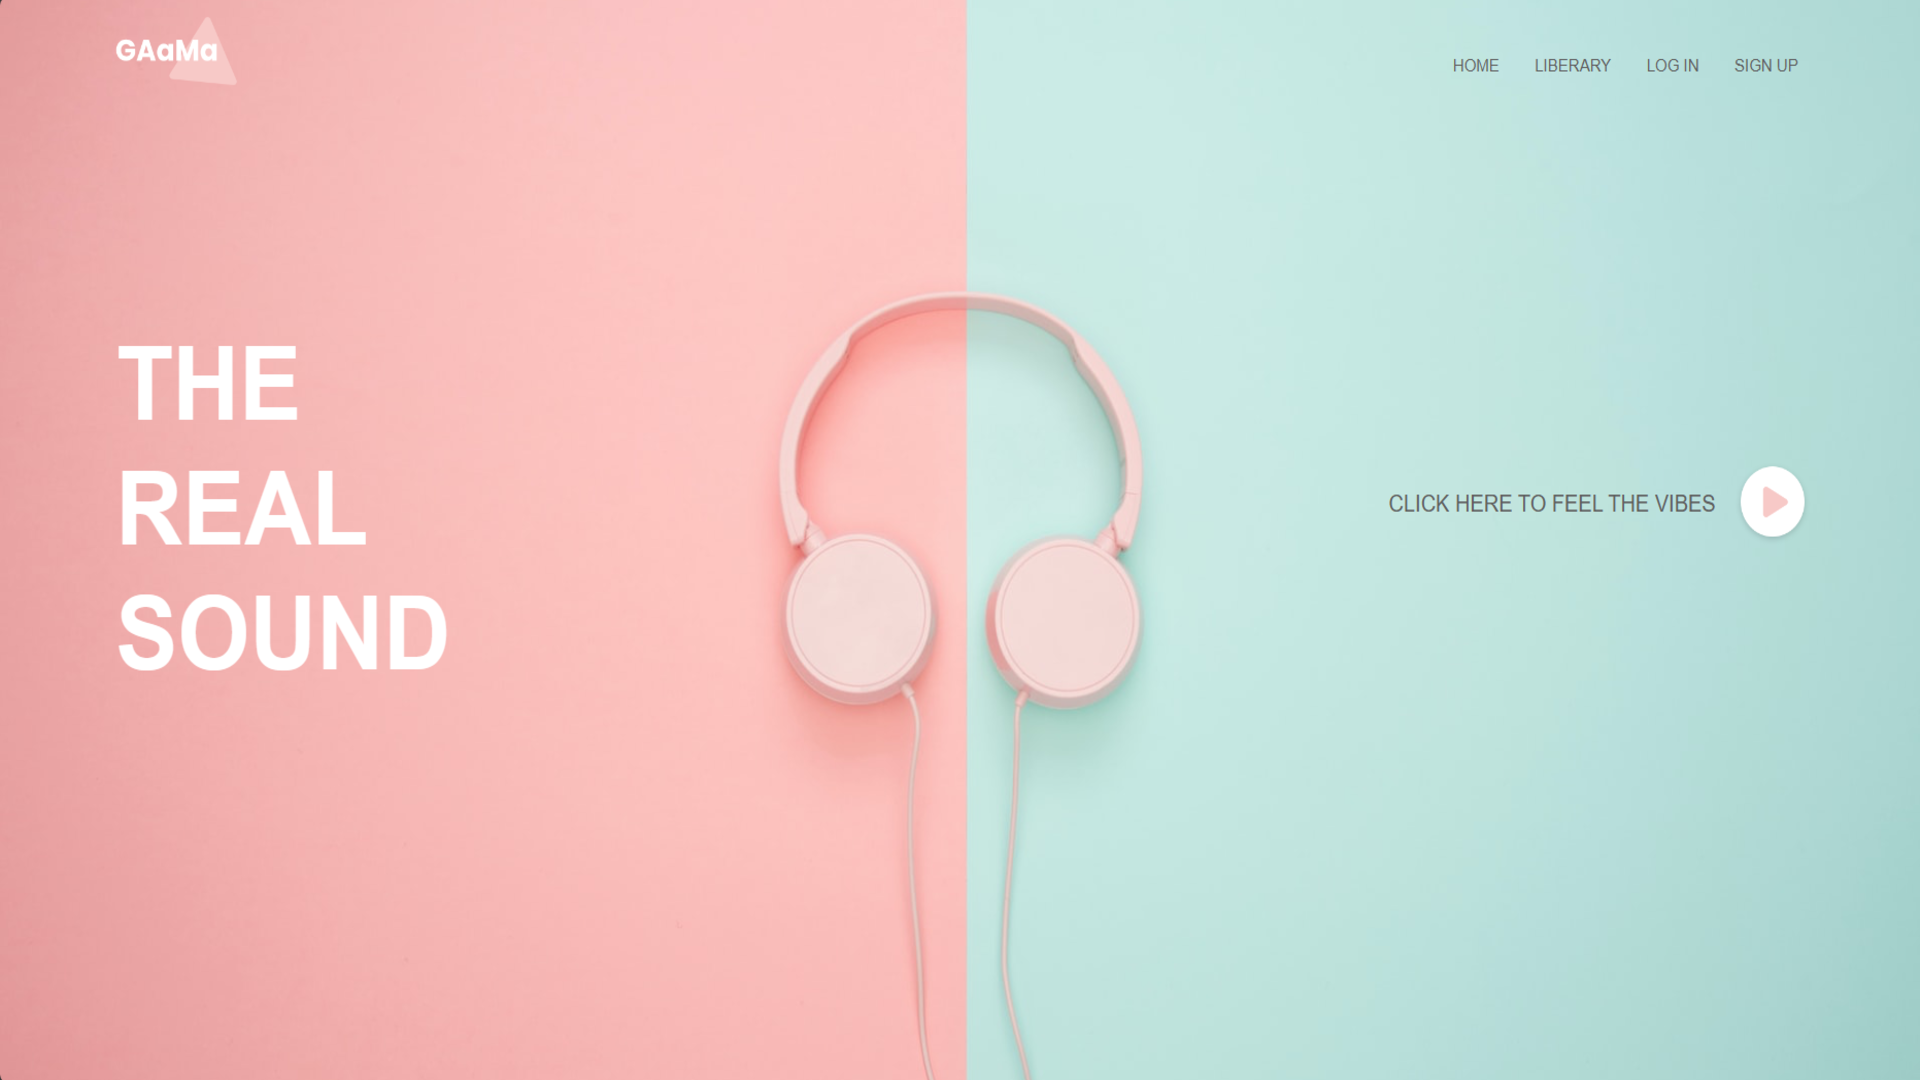 GAaMa
HOME LIBERARY LOG IN SIGN UP
THE
REAL
SOUND
CLICK HERE TO FEEL THE VIBES